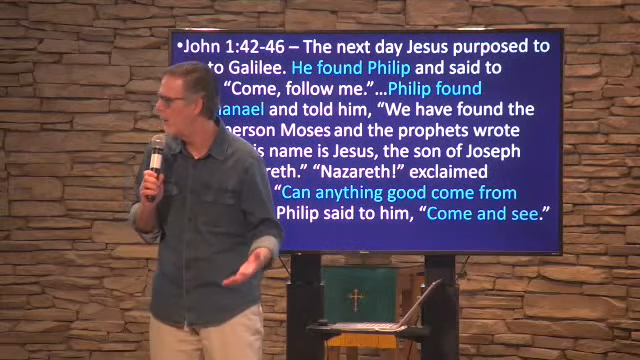 •John 1:42-46 – The next day Jesus purposed to
to Galilee. He found Philip and said to
"Come, follow me."…Philip found
and told him, "We have found the
person Moses and the prophets wrote
name is Jesus, the son of Joseph
"Nazareth!" exclaimed
"Can anything good come from
Philip said to him, "Come and see."